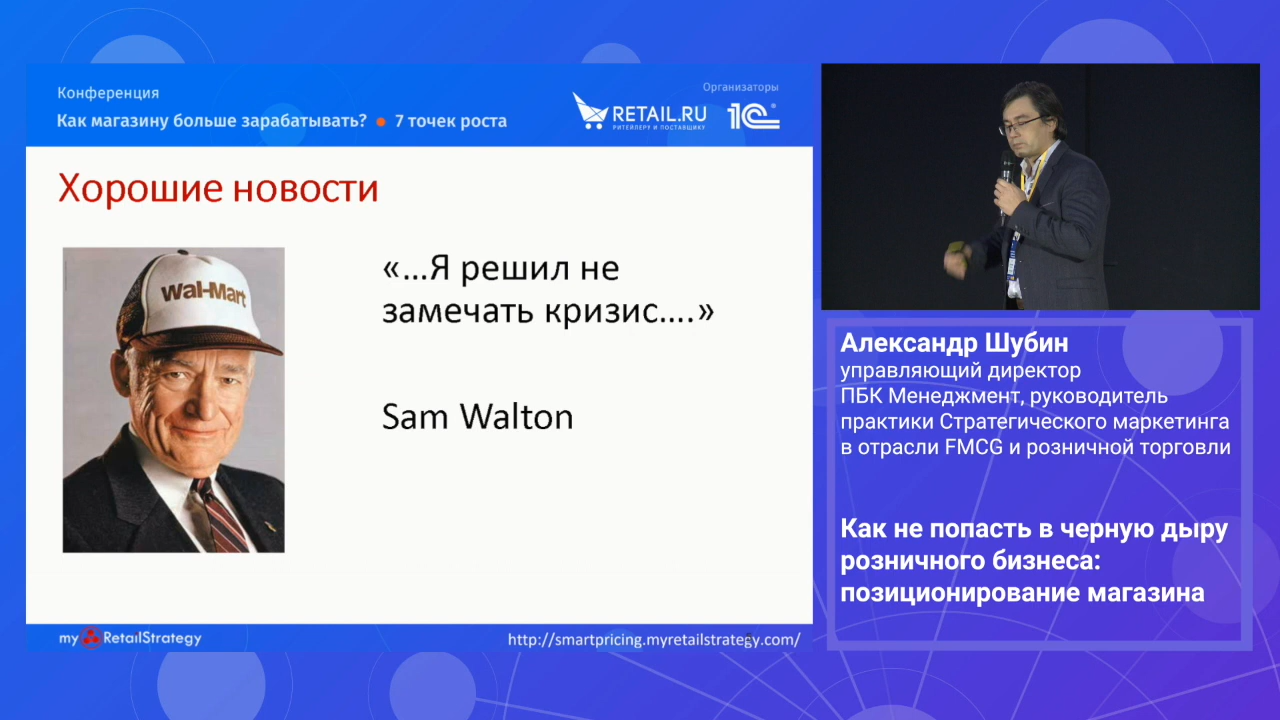 Конференция
Как магазину больше зарабатывать? • 7 точек роста
Организаторы
RETAIL.RU
РИТЕЙЛЕРУ И ПОСТАВЩИКУ
1С
Хорошие новости
Wal-Mart
«…Я решил не
замечать кризис….»
Sam Walton
my RetailStrategy
http://smartpricing.myretailstrategy.com/
Александр Шубин
управляющий директор
ПБК Менеджмент, руководитель
практики Стратегического маркетинга
в отрасли FMCG и розничной торговли
Как не попасть в черную дыру
розничного бизнеса:
позиционирование магазина